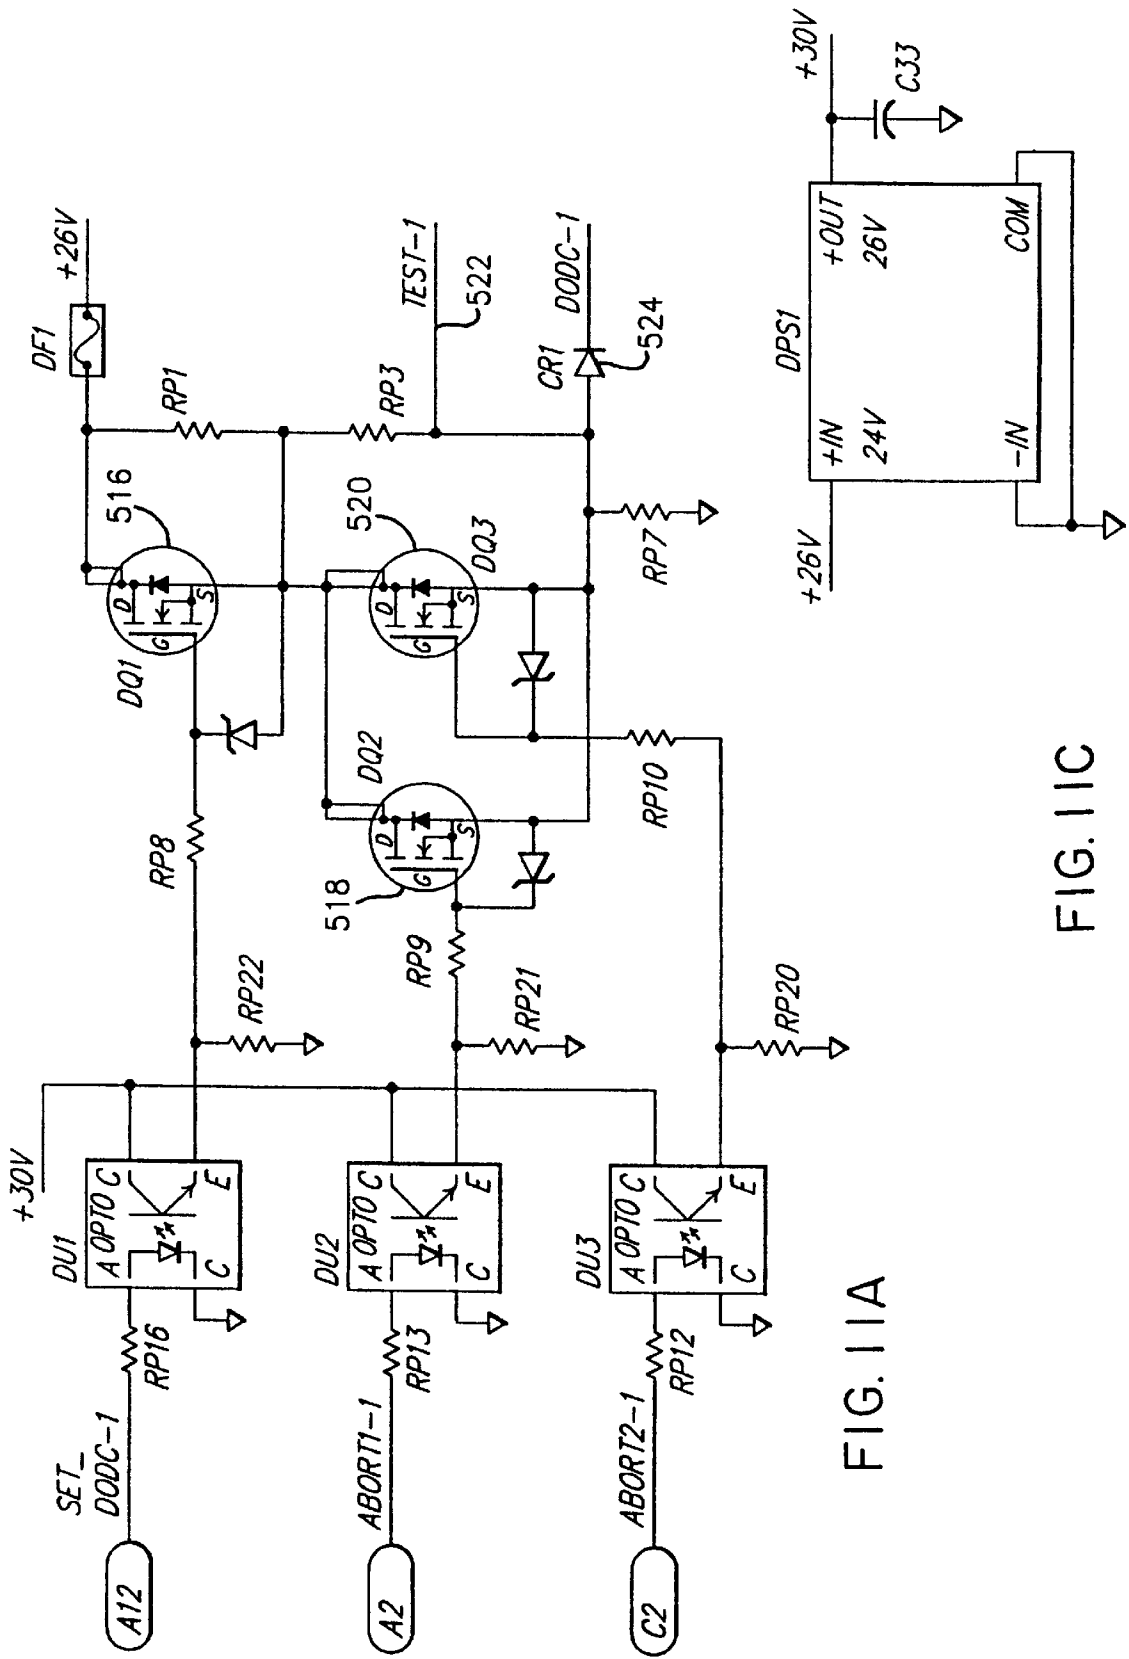 +30V
SET_
DODC-1
A12
RP16
DU1
A OPTO C
C E
RP22
RP8
DQ1
D
G
S
516
DF1
+26V
RP1
ABORT1-1
A2
RP13
DU2
A OPTO C
C E
RP21
RP9
518
DQ2
D
G
S
520
DQ3
D
G
S
RP3
TEST-1
522
CR1
DODC-1
524
RP7
RP10
ABORT2-1
C2
RP12
DU3
A OPTO C
C E
RP20
FIG. 11A
DPS1
+26V
+IN
24V
-IN
+OUT
26V
COM
+30V
C33
FIG. 11C